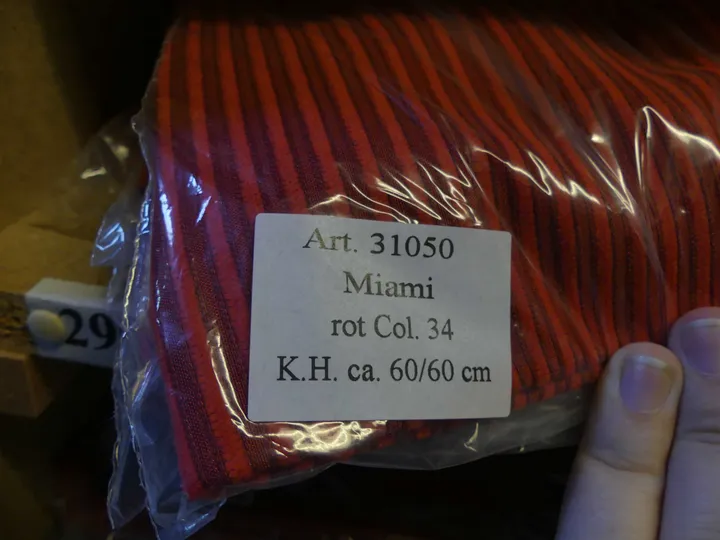 Art. 31050
Miami
rot Col. 34
K.H. ca. 60/60 cm
29